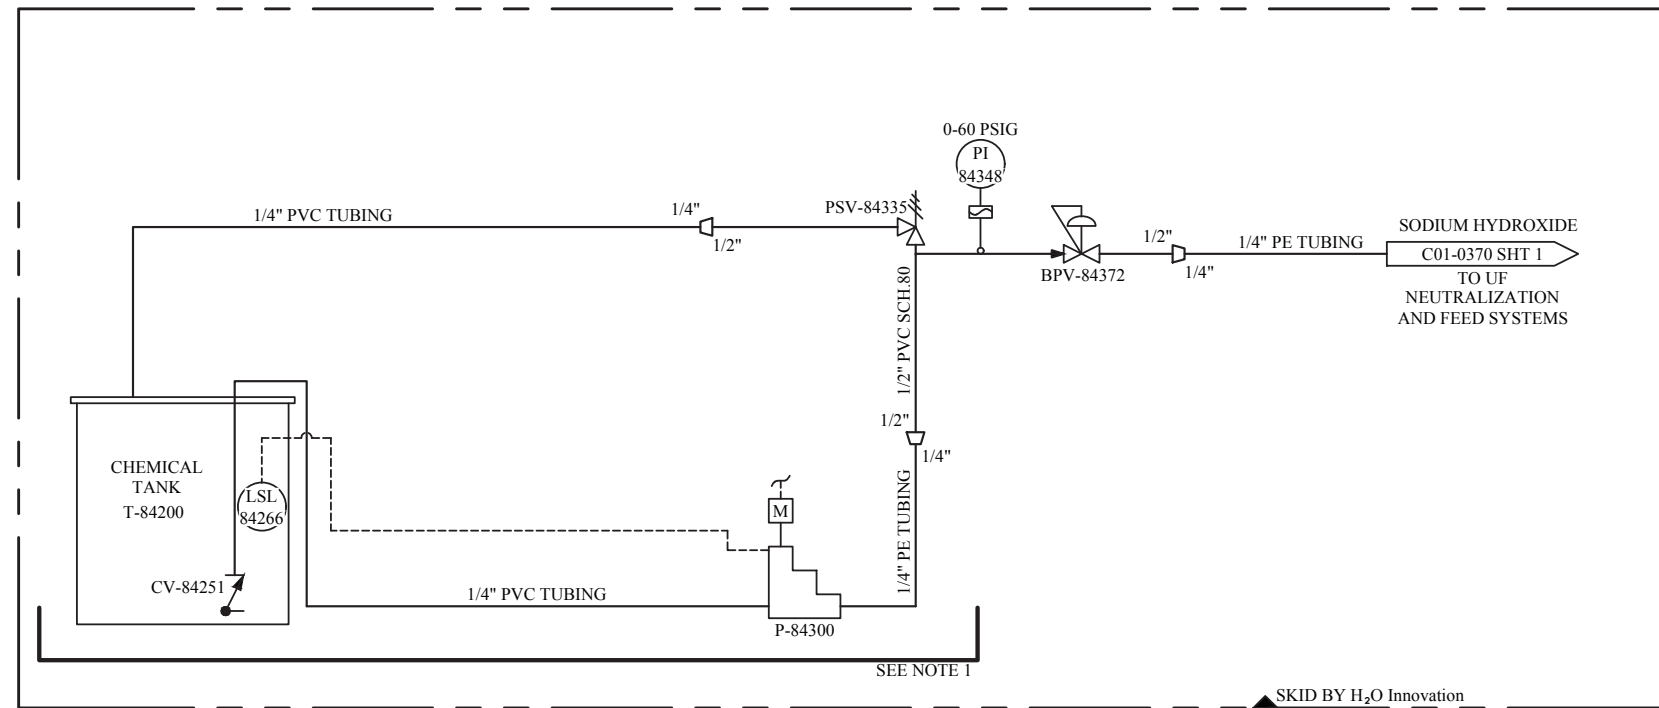 0-60 PSIG
PI
84348
PSV-84335
1/4" PVC TUBING
1/4"
1/2"
BPV-84372
1/2"
1/4"
1/4" PE TUBING
SODIUM HYDROXIDE
C01-0370 SHT 1
TO UF
NEUTRALIZATION
AND FEED SYSTEMS
1/2" PVC SCH.80
1/2"
1/4"
1/4" PE TUBING
CHEMICAL
TANK
T-84200
LSL
84266
CV-84251
M
1/4" PVC TUBING
P-84300
SEE NOTE 1
SKID BY H₂O Innovation